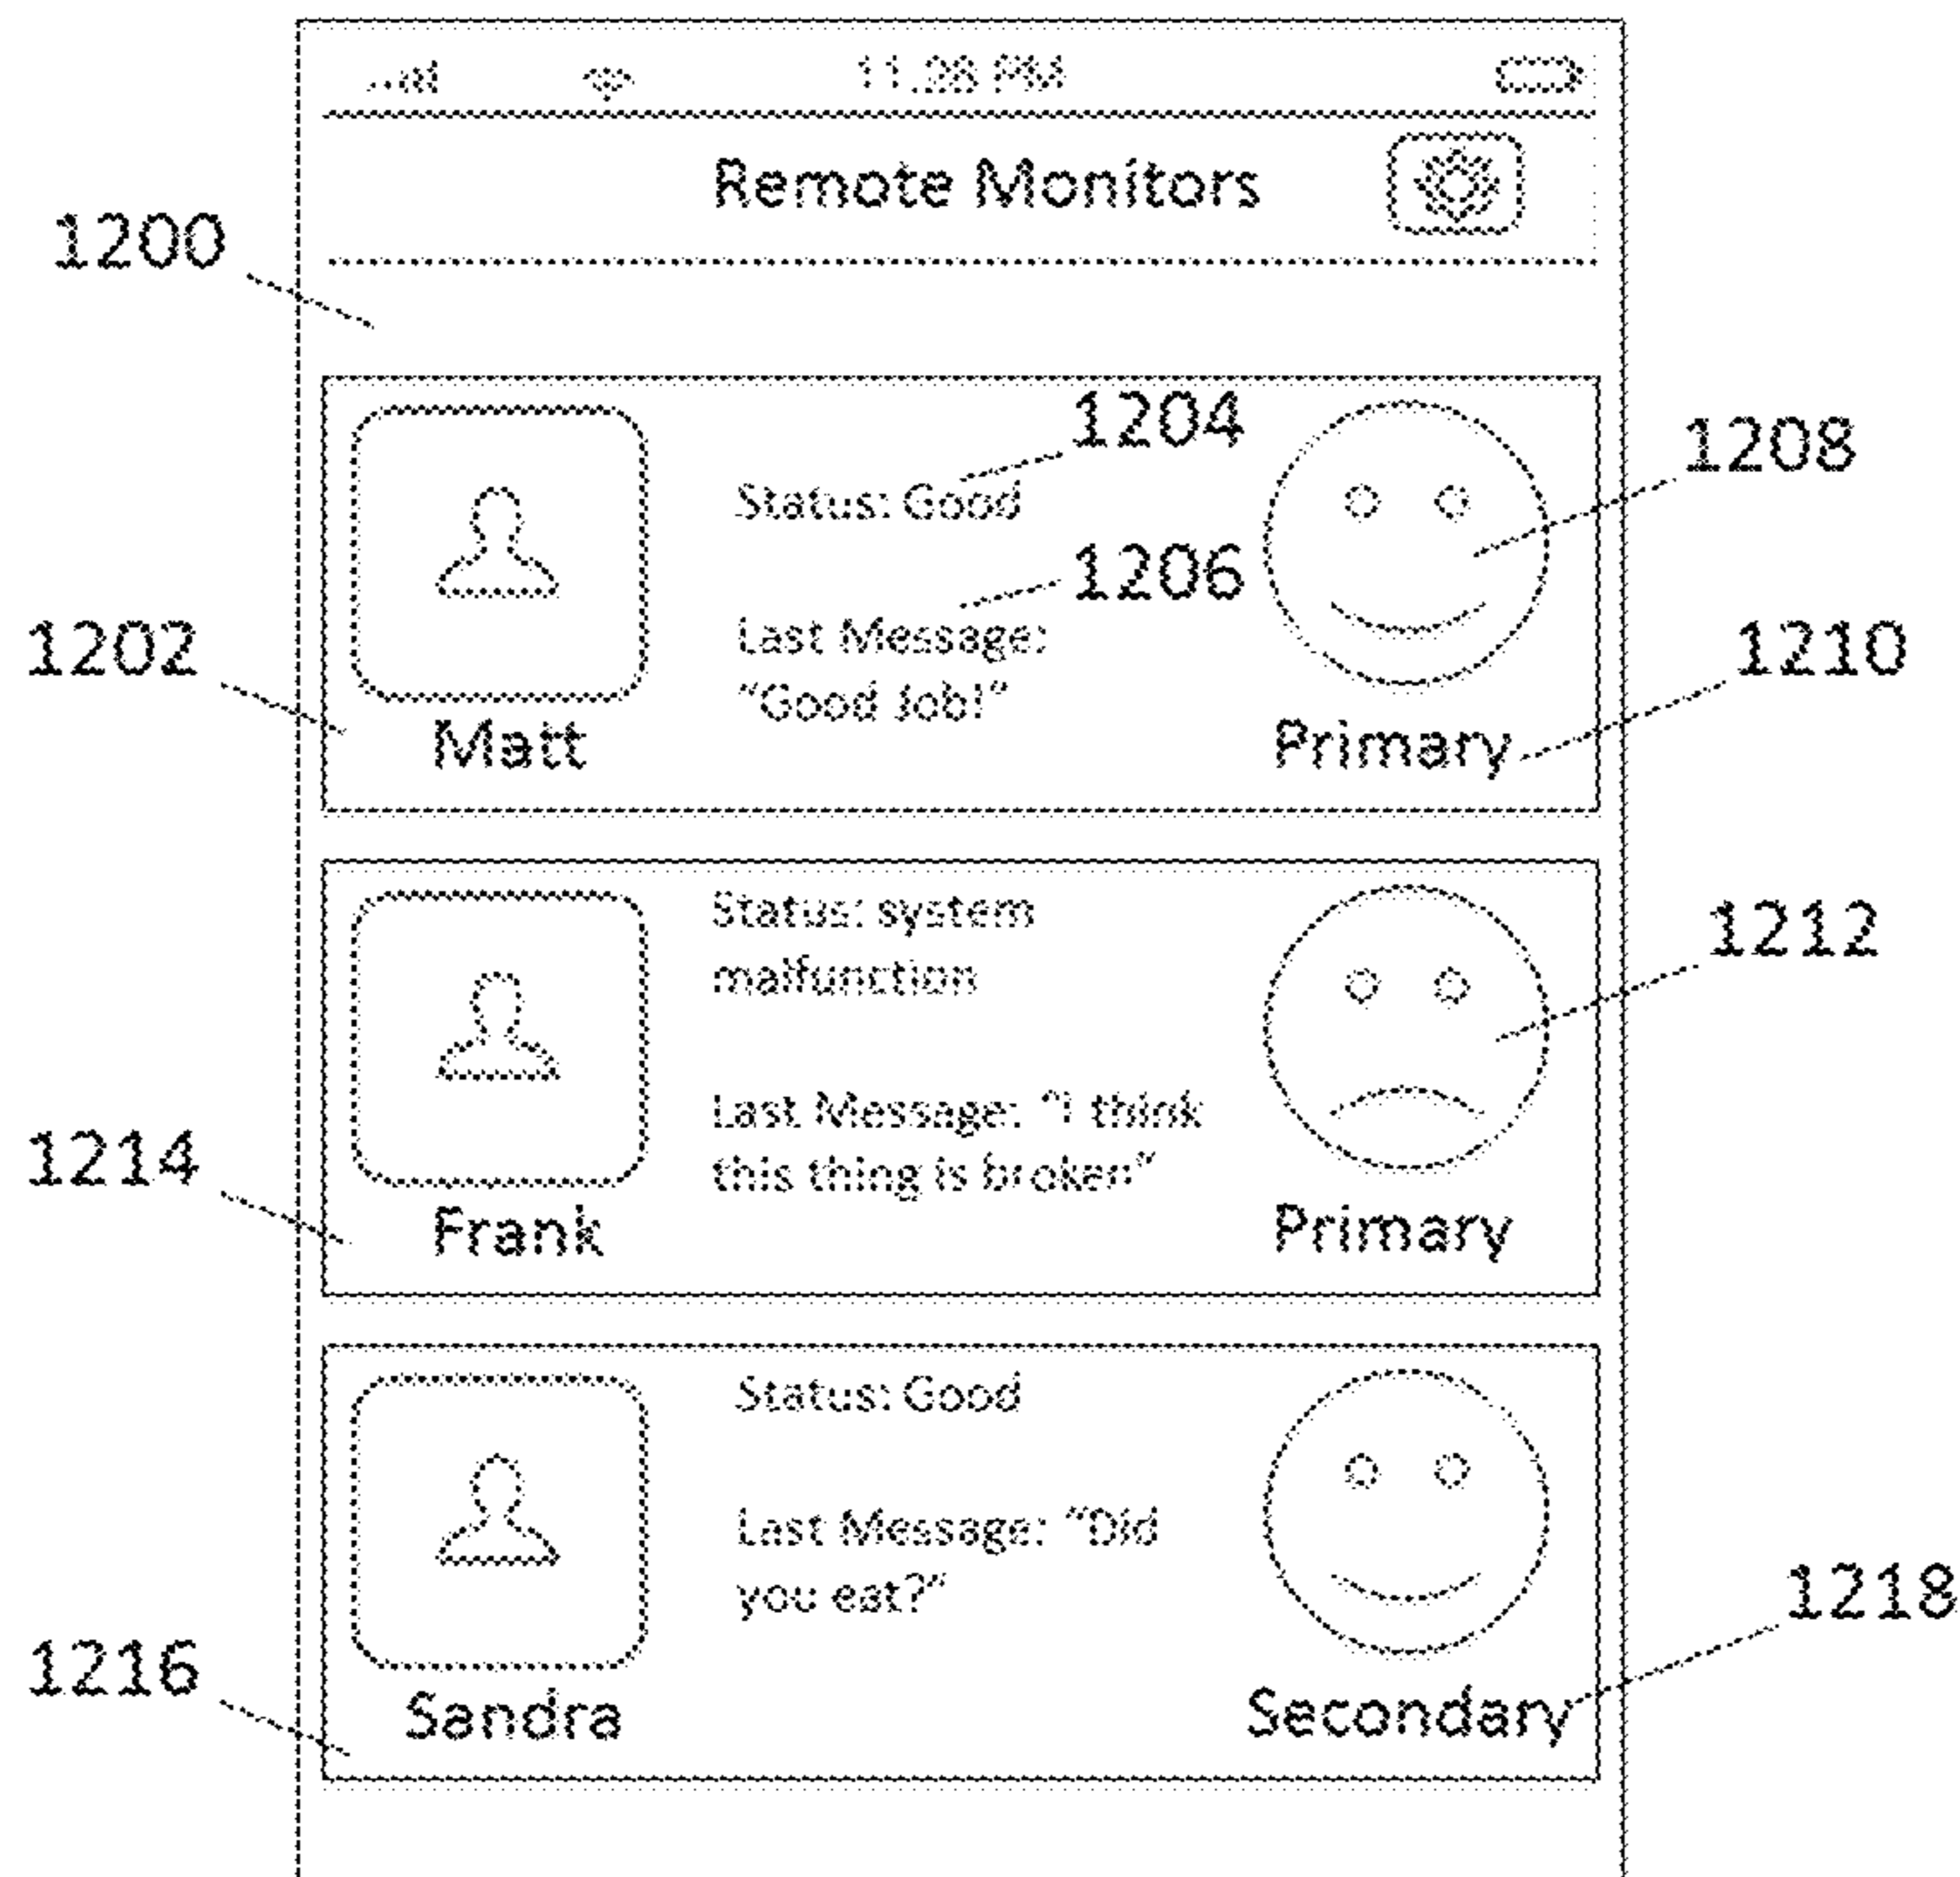 11:28 PM
Remote Monitors
1200
1204
1208
Status: Good
1206
1202
Last Message:
"Good Job!"
1210
Matt
Primary
Status: system
malfunction
1212
Last Message: "I think
this thing is broken"
1214
Frank
Primary
Status: Good
Last Message: "Did
you eat?"
1218
1216
Sandra
Secondary